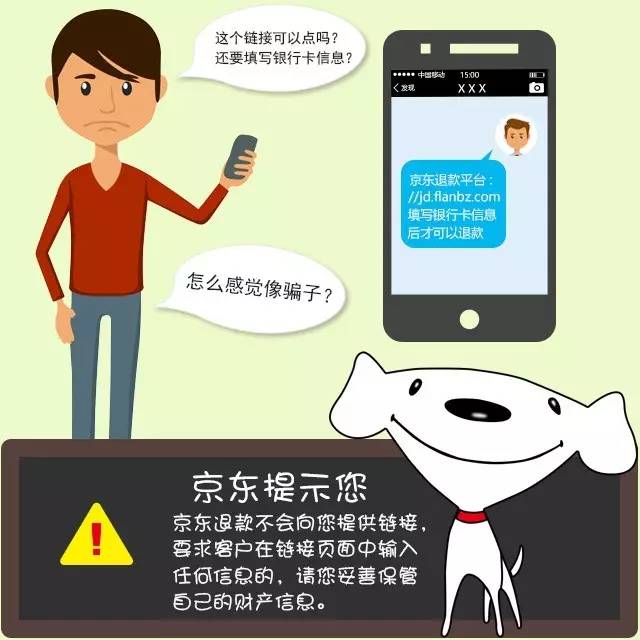 这个链接可以点吗？
还要填写银行卡信息？
中国移动
15:00
发现
XXX
京东退款平台：
//jd.flanbz.com
填写银行卡信息
后才可以退款
怎么感觉像骗子？
京东提示您
京东退款不会向您提供链接，
要求客户在链接页面中输入
任何信息的，请您妥善保管
自己的财产信息。